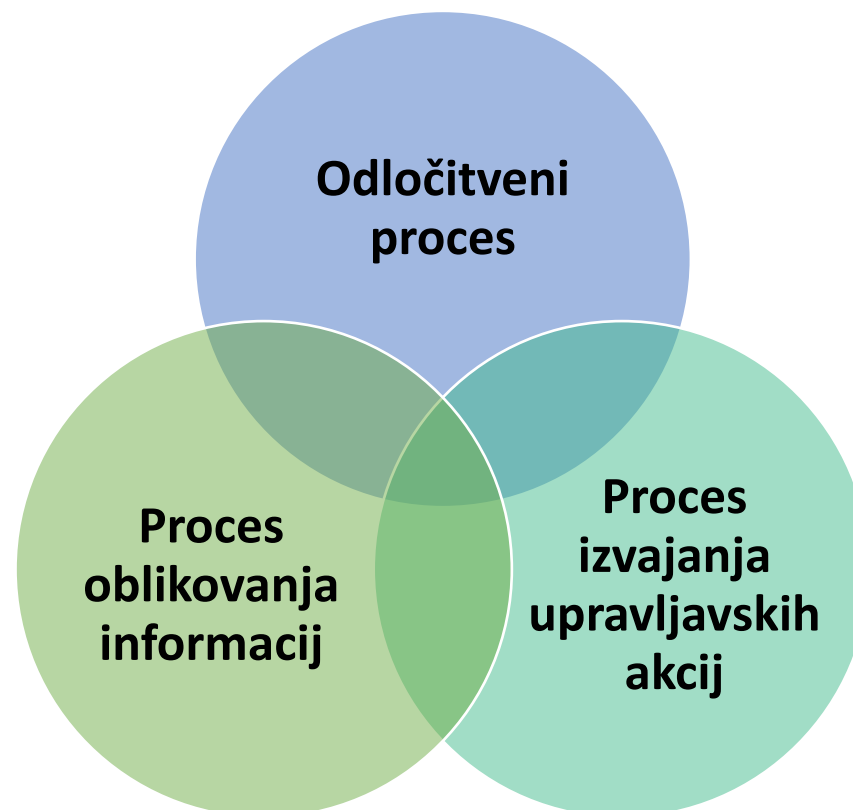 Odločitveni
proces
Proces
oblikovanja
informacij
Proces
izvajanja
upravljavskih
akcij